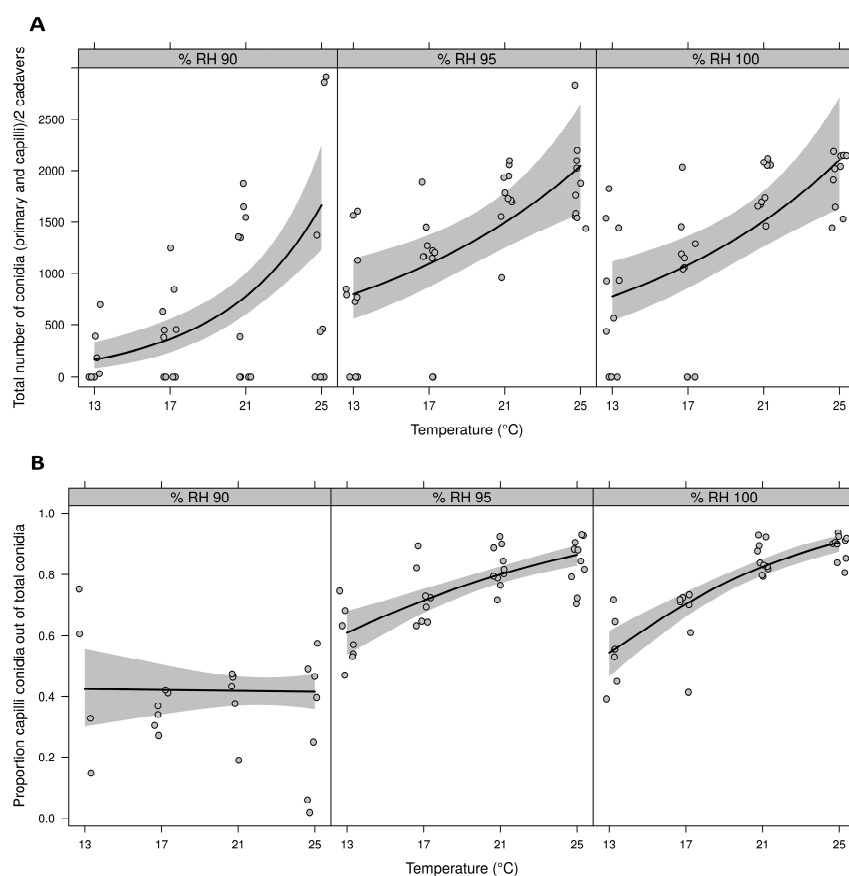 A
% RH 90 % RH 95 % RH 100
Total number of conidia (primary and capilli)/2 cadavers
2500
2000
1500
1000
500
0
13 17 21 25 13 17 21 25 13 17 21 25
Temperature (°C)
B
% RH 90 % RH 95 % RH 100
Proportion capilli conidia out of total conidia
1.0
0.8
0.6
0.4
0.2
0.0
13 17 21 25 13 17 21 25 13 17 21 25
Temperature (°C)